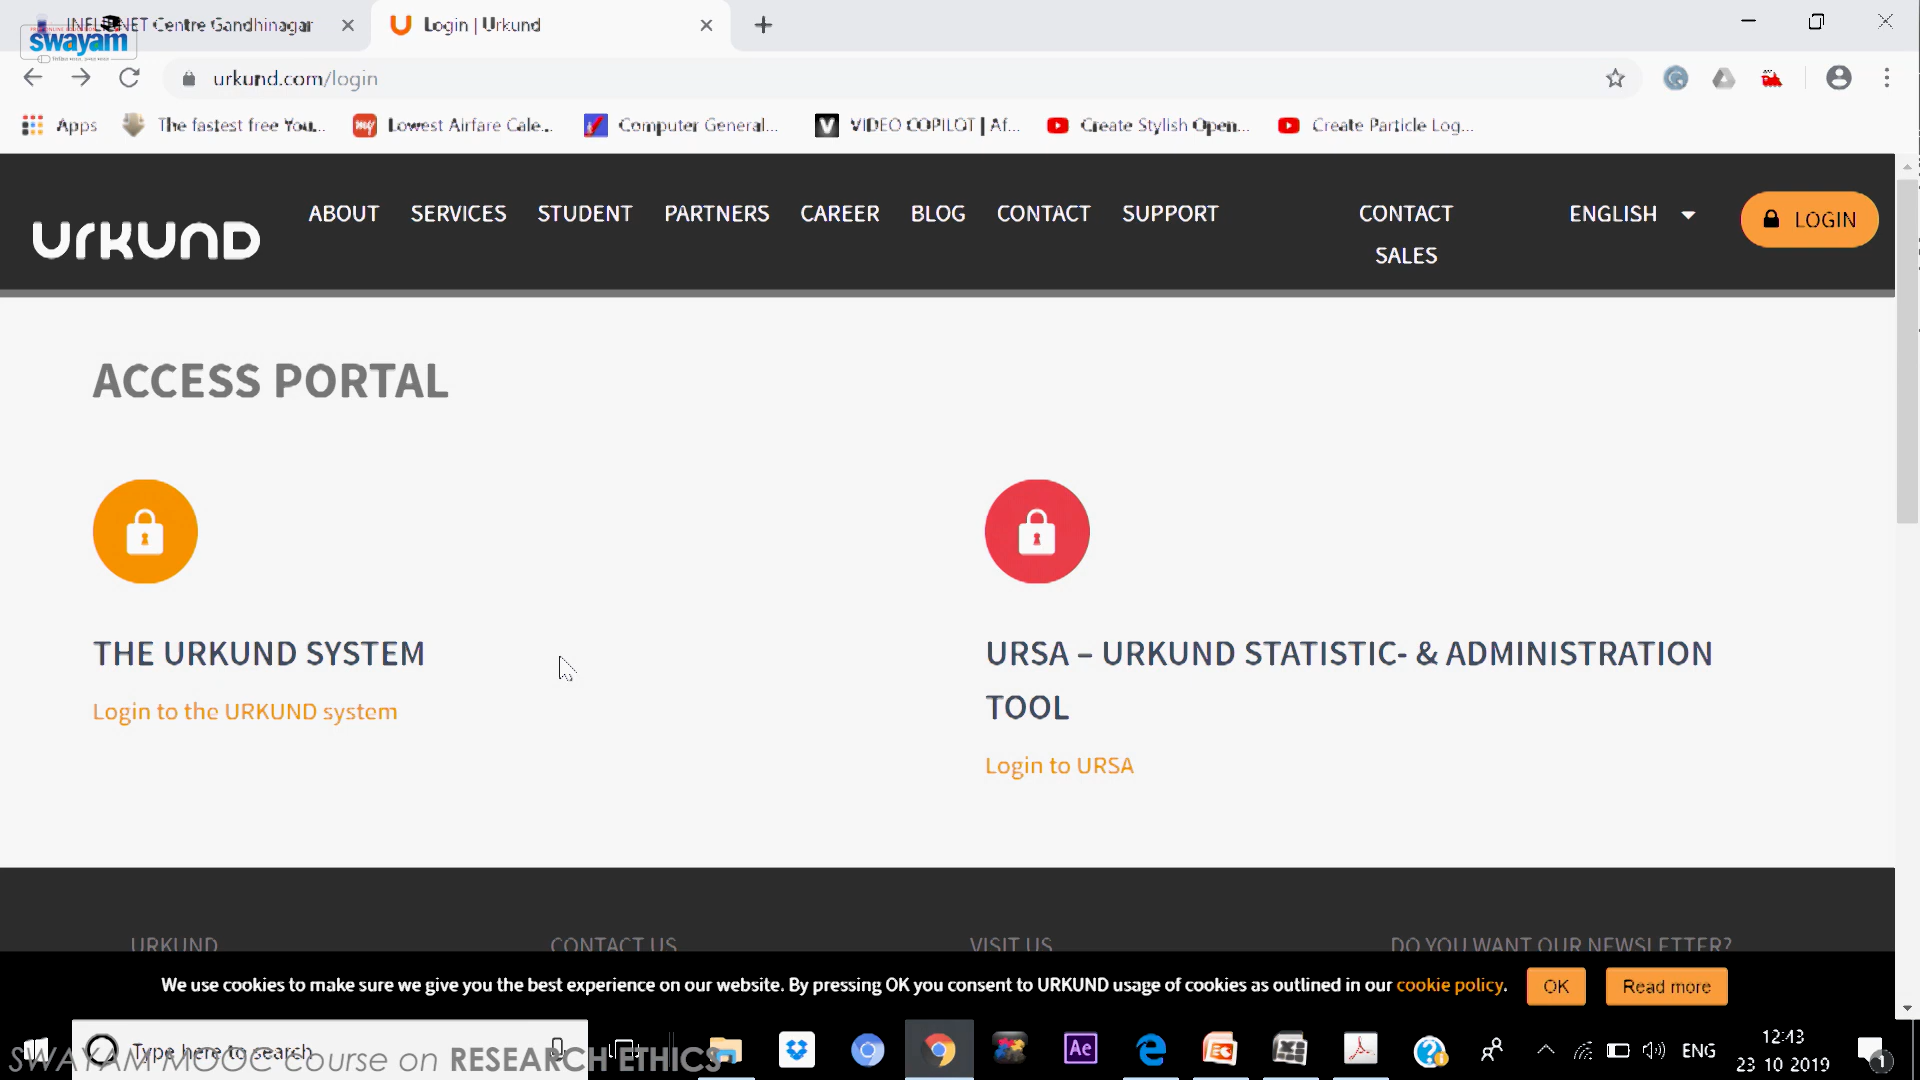 INFLIBNET Centre Gandhinagar
Login | Urkund
swayam
urkund.com/login
Apps
The fastest free You...
Lowest Airfare Cale...
Computer General...
VIDEO COPILOT | Af...
Create Stylish Open...
Create Particle Log...
URKUND
ABOUT
SERVICES
STUDENT
PARTNERS
CAREER
BLOG
CONTACT
SUPPORT
CONTACT
SALES
ENGLISH
LOGIN
ACCESS PORTAL
THE URKUND SYSTEM
Login to the URKUND system
URSA – URKUND STATISTIC- & ADMINISTRATION
TOOL
Login to URSA
URKUND
CONTACT US
VISIT US
DO YOU WANT OUR NEWSLETTER?
We use cookies to make sure we give you the best experience on our website. By pressing OK you consent to URKUND usage of cookies as outlined in our cookie policy.
OK
Read more
Type here to search
SWAYAM MOOC course on RESEARCH ETHICS
Ae
ENG
12:43
23-10-2019
1